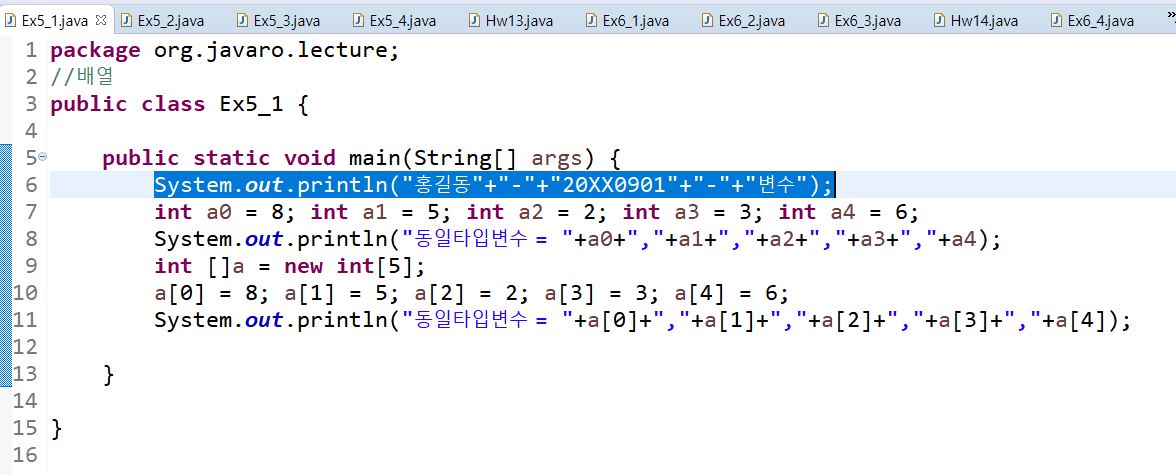 Ex5_1.java Ex5_2.java Ex5_3.java Ex5_4.java Hw13.java Ex6_1.java Ex6_2.java Ex6_3.java Hw14.java Ex6_4.java »
1 package org.javaro.lecture;
2 //배열
3 public class Ex5_1 {
4
5 public static void main(String[] args) {
6 System.out.println("홍길동"+"-"+"20XX0901"+"-"+"변수");
7 int a0 = 8; int a1 = 5; int a2 = 2; int a3 = 3; int a4 = 6;
8 System.out.println("동일타입변수 = "+a0+","+a1+","+a2+","+a3+","+a4);
9 int []a = new int[5];
10 a[0] = 8; a[1] = 5; a[2] = 2; a[3] = 3; a[4] = 6;
11 System.out.println("동일타입변수 = "+a[0]+","+a[1]+","+a[2]+","+a[3]+","+a[4]);
12
13 }
14
15 }
16